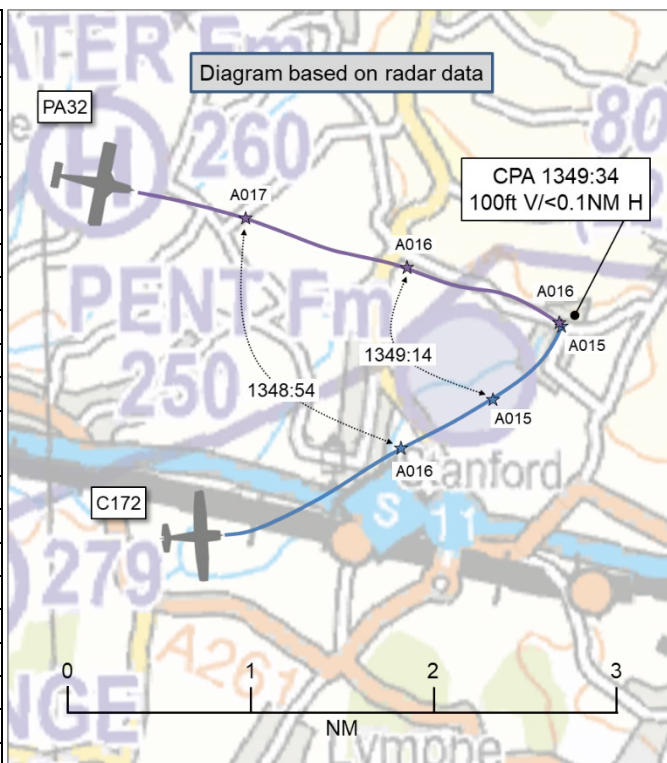 ATER Fm
Diagram based on radar data
PA32
H
260
80
A017
CPA 1349:34
100ft V/<0.1NM H
A016
A016
PENT Fm
1349:14
A015
250
1348:54
A015
A016
Stanford
C172
S 11
279
A261
0
1
2
3
NGE
NM
Lympne